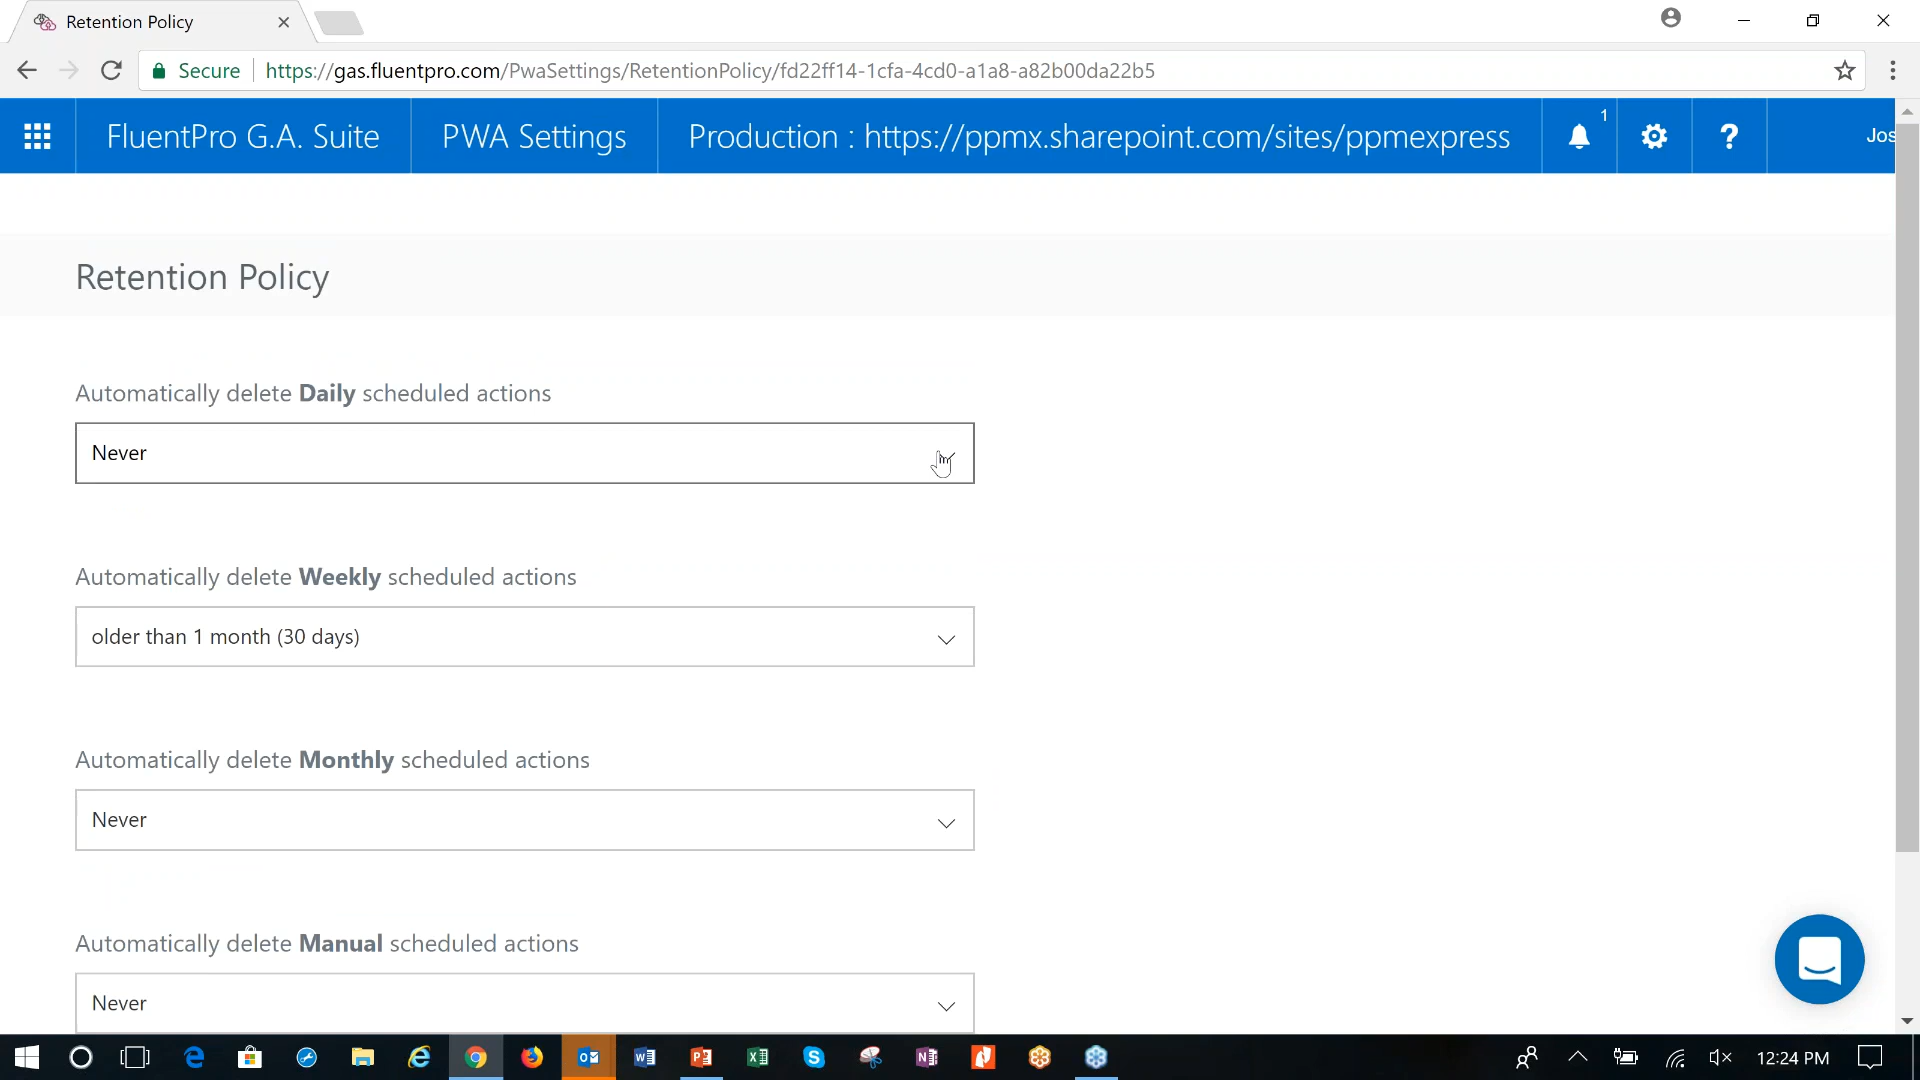 Retention Policy
Secure
https://gas.fluentpro.com/PwaSettings/RetentionPolicy/fd22ff14-1cfa-4cd0-a1a8-a82b00da22b5
FluentPro G.A. Suite
PWA Settings
Production : https://ppmx.sharepoint.com/sites/ppmexpress
1
?
Jos
Retention Policy
Automatically delete Daily scheduled actions
Never
Automatically delete Weekly scheduled actions
older than 1 month (30 days)
Automatically delete Monthly scheduled actions
Never
Automatically delete Manual scheduled actions
Never
12:24 PM